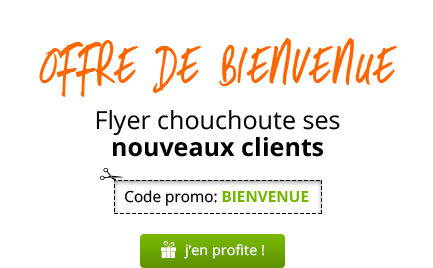 OFFRE DE BIENVENUE
Flyer chouchoute ses
nouveaux clients
Code promo: BIENVENUE
j'en profite !